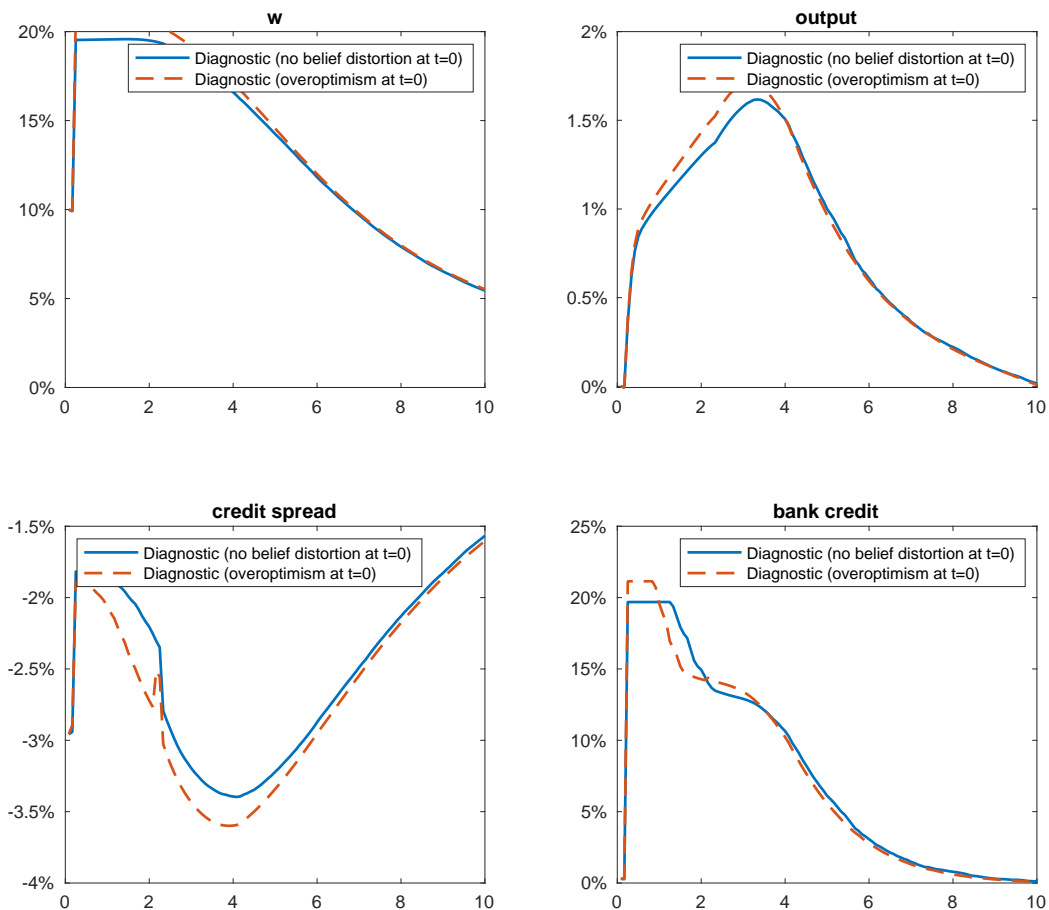 w
20%
15%
10%
5%
0%
0 2 4 6 8 10
Diagnostic (no belief distortion at t=0)
Diagnostic (overoptimism at t=0)
output
2%
1.5%
1%
0.5%
0%
0 2 4 6 8 10
Diagnostic (no belief distortion at t=0)
Diagnostic (overoptimism at t=0)
credit spread
-1.5%
-2%
-2.5%
-3%
-3.5%
-4%
0 2 4 6 8 10
Diagnostic (no belief distortion at t=0)
Diagnostic (overoptimism at t=0)
bank credit
25%
20%
15%
10%
5%
0%
0 2 4 6 8 10
Diagnostic (no belief distortion at t=0)
Diagnostic (overoptimism at t=0)